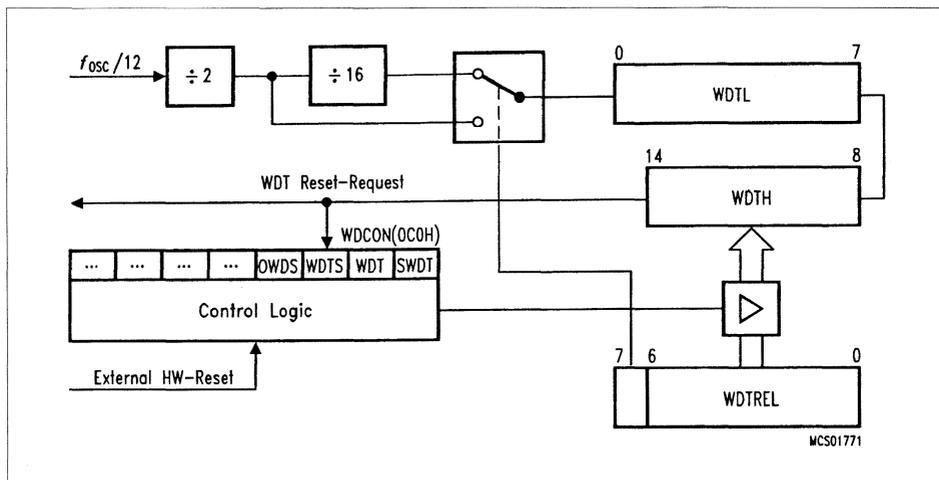 f OSC /12
÷ 2
÷ 16
0 7
WDTL
14 8
WDTH
WDT Reset-Request
WDCON(0C0H)
... ... ... ... OWDS WDTS WDT SWDT
Control Logic
External HW-Reset
7 6 0
WDTREL
MCS01771